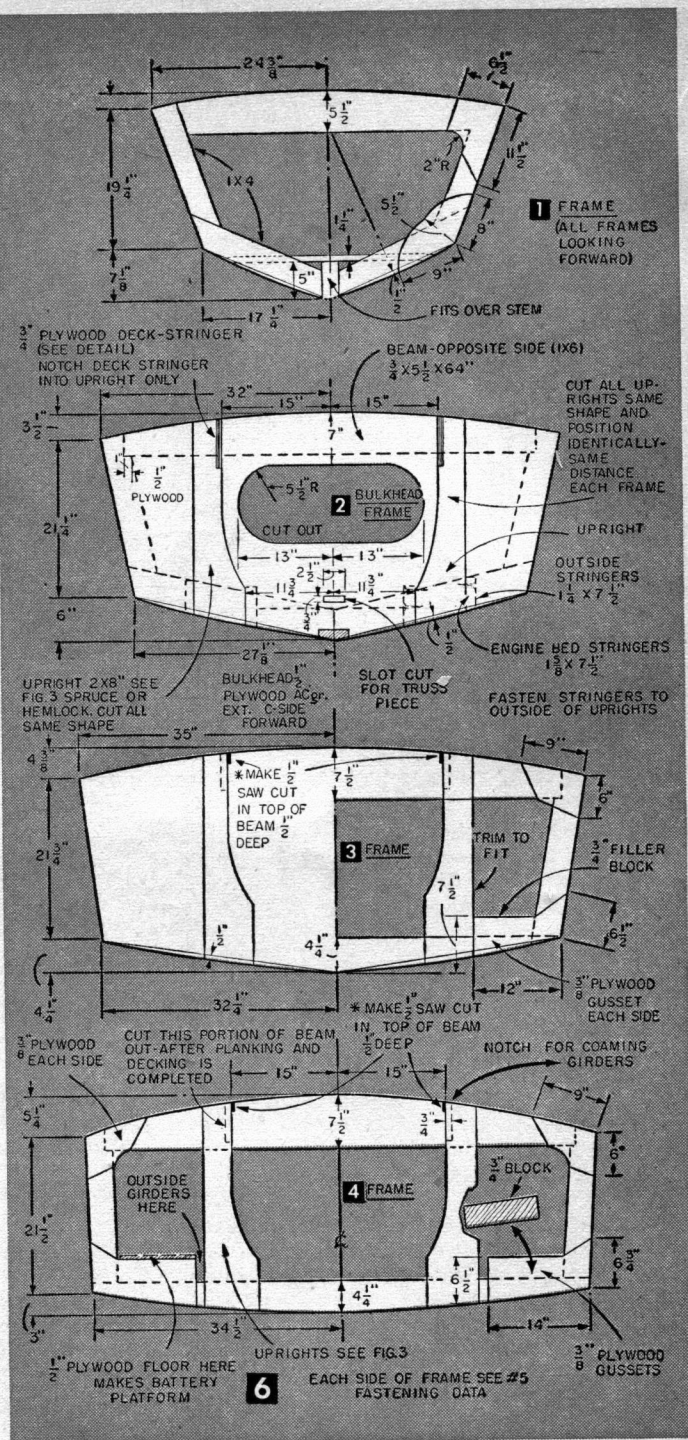 24 3/8"
6 1/2"
5 1/2"
2"R
11 1/2"
19 1/4"
1X4
1 1/4"
5 1/2"
8"
1 FRAME
(ALL FRAMES
LOOKING
FORWARD)
7 1/8"
5"
9"
1/2"
17 1/4"
FITS OVER STEM
3/4" PLYWOOD DECK-STRINGER
(SEE DETAIL)
NOTCH DECK STRINGER
INTO UPRIGHT ONLY
BEAM-OPPOSITE SIDE (1X6)
3/4 X 5 1/2 X 64"
32"
15"
15"
CUT ALL UP-
RIGHTS SAME
SHAPE AND
POSITION
IDENTICALLY-
SAME
DISTANCE
EACH FRAME
3 1/2"
7"
1"
1/2"
PLYWOOD
5 1/2"R
2 BULKHEAD
FRAME
CUT OUT
21 1/4"
13"
13"
UPRIGHT
2 1/2"
11 3/4"
11 3/4"
OUTSIDE
STRINGERS
1 1/4 X 7 1/2"
3/4"
6"
1/2"
27 1/8"
ENGINE BED STRINGERS
1 5/8 X 7 1/2"
UPRIGHT 2X8" SEE
FIG.3 SPRUCE OR
HEMLOCK. CUT ALL
SAME SHAPE
BULKHEAD 1/2"
PLYWOOD AC or.
EXT. C-SIDE
FORWARD
SLOT CUT
FOR TRUSS
PIECE
FASTEN STRINGERS TO
OUTSIDE OF UPRIGHTS
35"
4 3/8"
*MAKE 1/2"
SAW CUT
IN TOP OF
BEAM 1/2"
DEEP
7 1/2"
9"
6"
21 3/4"
3 FRAME
TRIM TO
FIT
3/4" FILLER
BLOCK
7 1/2"
1/2"
4 1/4"
6 1/2"
4 1/4"
32 1/4"
12"
3/8" PLYWOOD
GUSSET
EACH SIDE
3/8" PLYWOOD
EACH SIDE
CUT THIS PORTION OF BEAM
OUT-AFTER PLANKING AND
DECKING IS
COMPLETED
*MAKE 1/2" SAW CUT
IN TOP OF BEAM
1/2" DEEP
NOTCH FOR COAMING
GIRDERS
15"
15"
9"
5 1/4"
7 1/2"
3/4"
6"
OUTSIDE
GIRDERS
HERE
4 FRAME
3/4" BLOCK
21 1/2"
4 1/4"
6 1/2"
6 3/4"
3"
34 1/2"
14"
1/2" PLYWOOD FLOOR HERE
MAKES BATTERY
PLATFORM
UPRIGHTS SEE FIG.3
6
EACH SIDE OF FRAME SEE #5
FASTENING DATA
3/8" PLYWOOD
GUSSETS